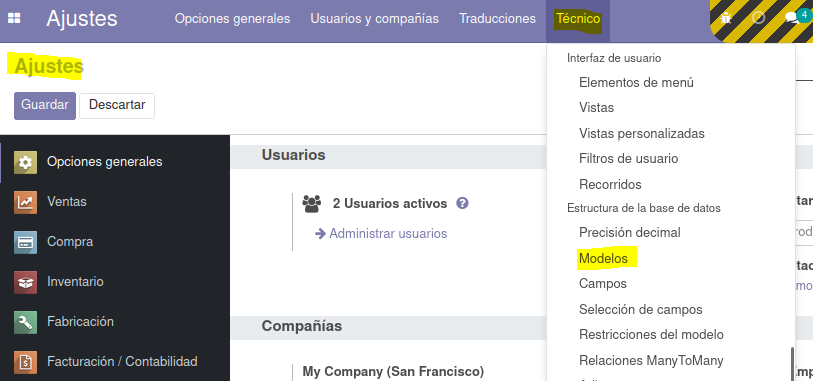 Ajustes Opciones generales Usuarios y compañías Traducciones Técnico 4
Ajustes
Guardar Descartar
Interfaz de usuario
Elementos de menú
Vistas
Vistas personalizadas
Filtros de usuario
Recorridos
Estructura de la base de datos
Precisión decimal
Modelos
Campos
Selección de campos
Restricciones del modelo
Relaciones ManyToMany
Opciones generales
Ventas
Compra
Inventario
Fabricación
Facturación / Contabilidad
Usuarios
2 Usuarios activos ?
Administrar usuarios
Compañías
My Company (San Francisco)